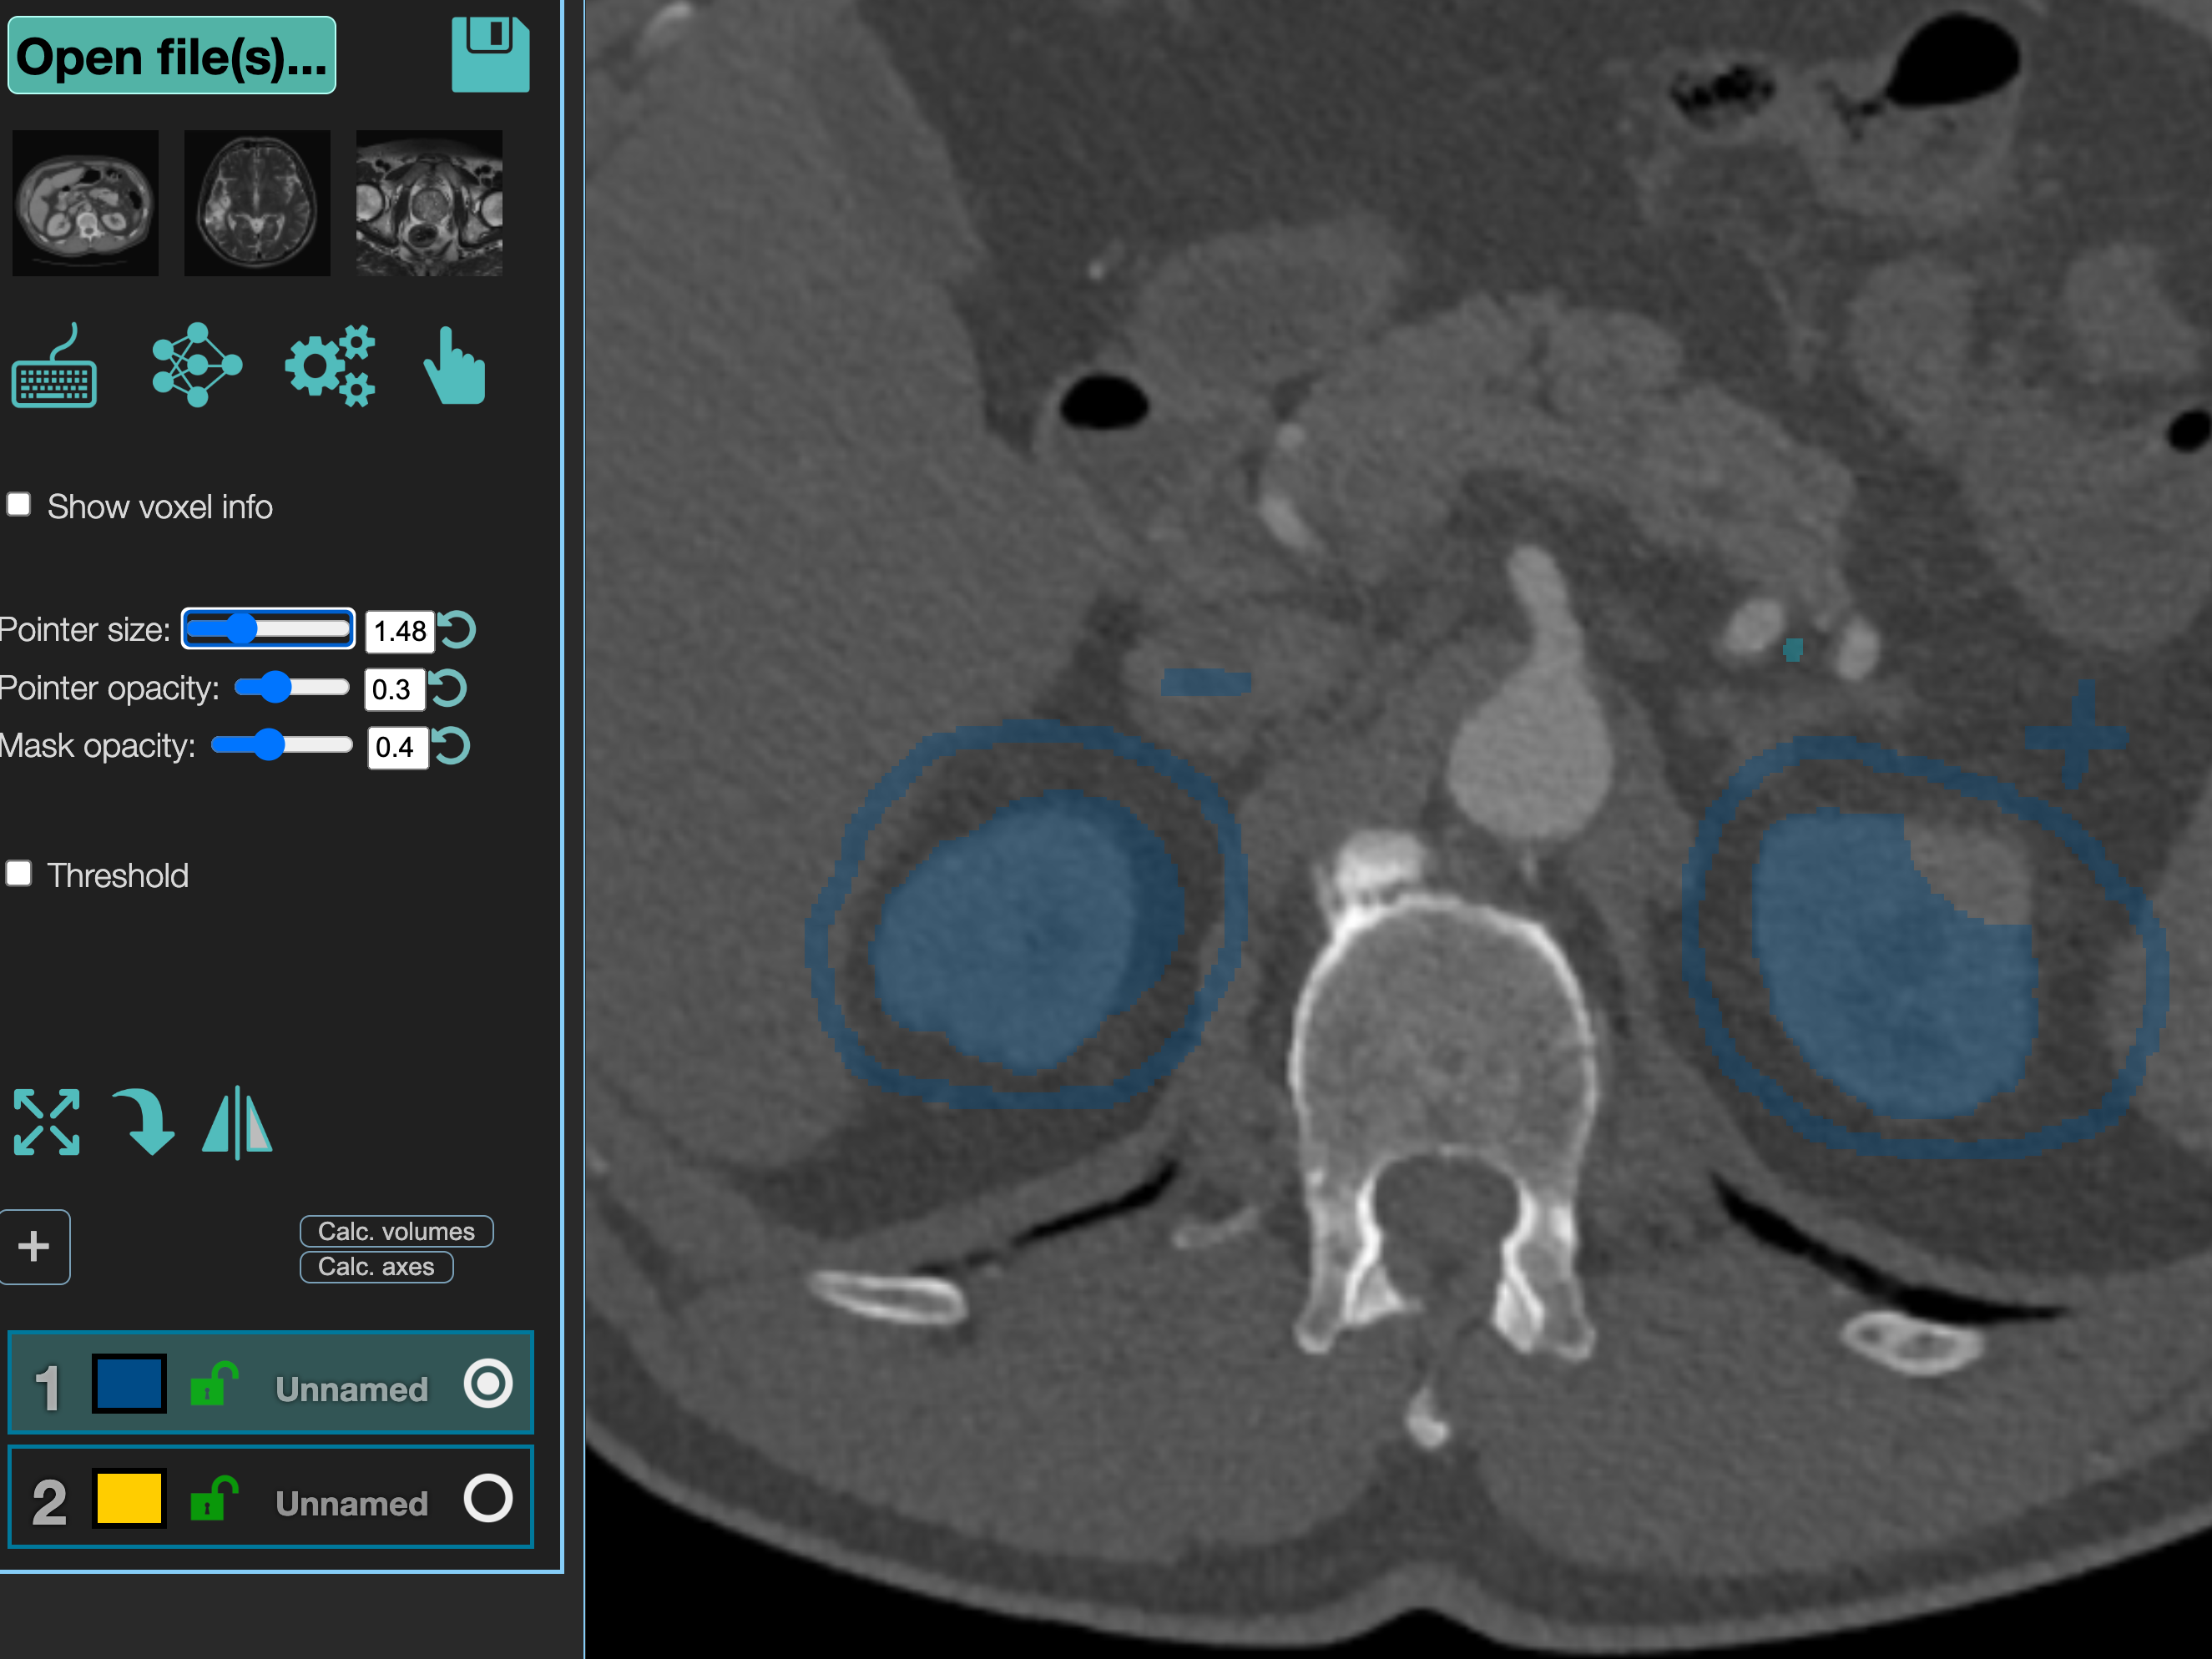 Open file(s)...
Show voxel info
Pointer size: 1.48
Pointer opacity: 0.3
Mask opacity: 0.4
Threshold
+
Calc. volumes
Calc. axes
1 Unnamed
2 Unnamed